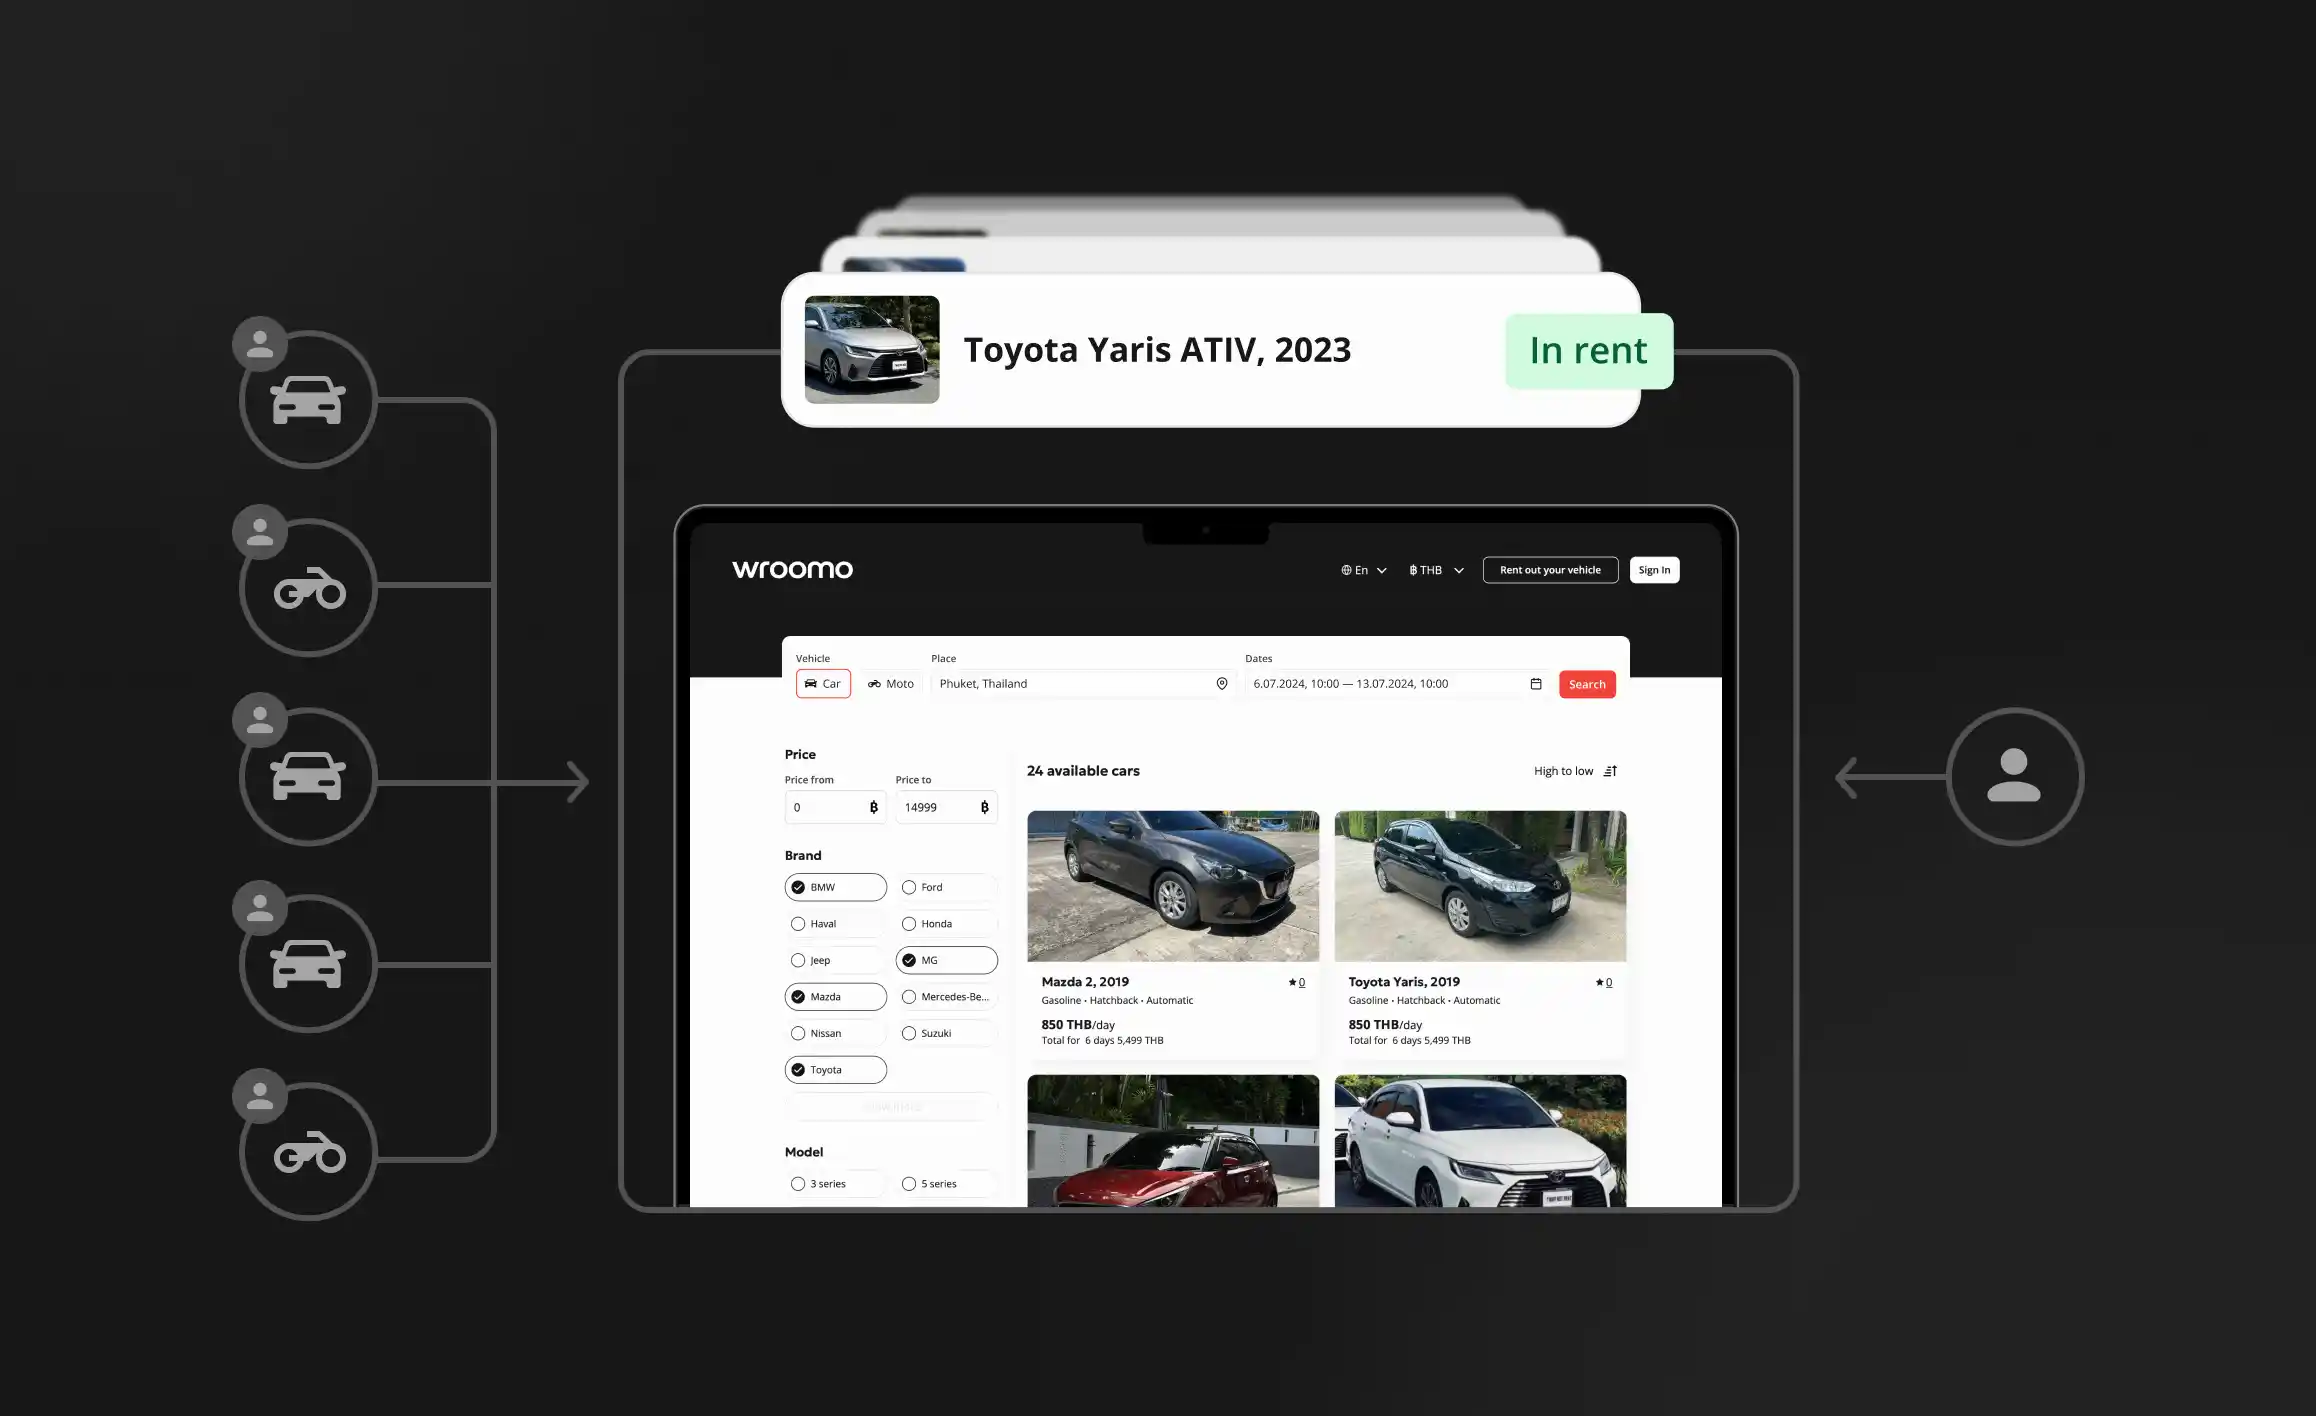 Toyota Yaris ATIV, 2023
In rent
wroomo
En
฿ THB
Rent out your vehicle
Sign In
Vehicle
Place
Dates
Car
Moto
Phuket, Thailand
6.07.2024, 10:00 — 13.07.2024, 10:00
Search
Price
Price from
Price to
0 ฿
14999 ฿
Brand
BMW
Ford
Haval
Honda
Jeep
MG
Mazda
Mercedes-Be...
Nissan
Suzuki
Toyota
Model
3 series
5 series
24 available cars
High to low
Mazda 2, 2019
★ 0
Gasoline • Hatchback • Automatic
850 THB/day
Total for 6 days 5,499 THB
Toyota Yaris, 2019
★ 0
Gasoline • Hatchback • Automatic
850 THB/day
Total for 6 days 5,499 THB